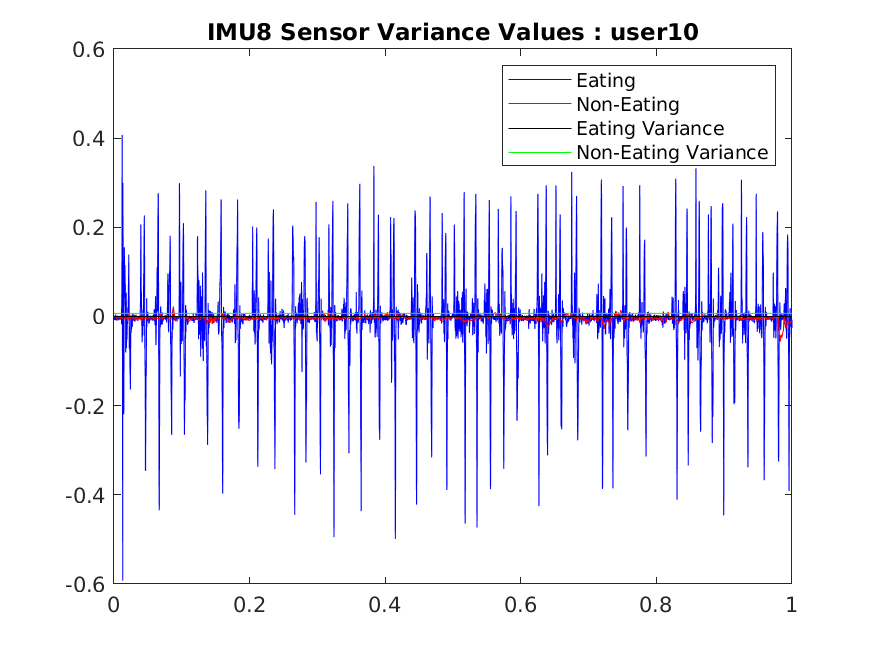 IMU8 Sensor Variance Values : user10
0.6
Eating
Non-Eating
Eating Variance
Non-Eating Variance
0.4
0.2
0
-0.2
-0.4
-0.6
0 0.2 0.4 0.6 0.8 1